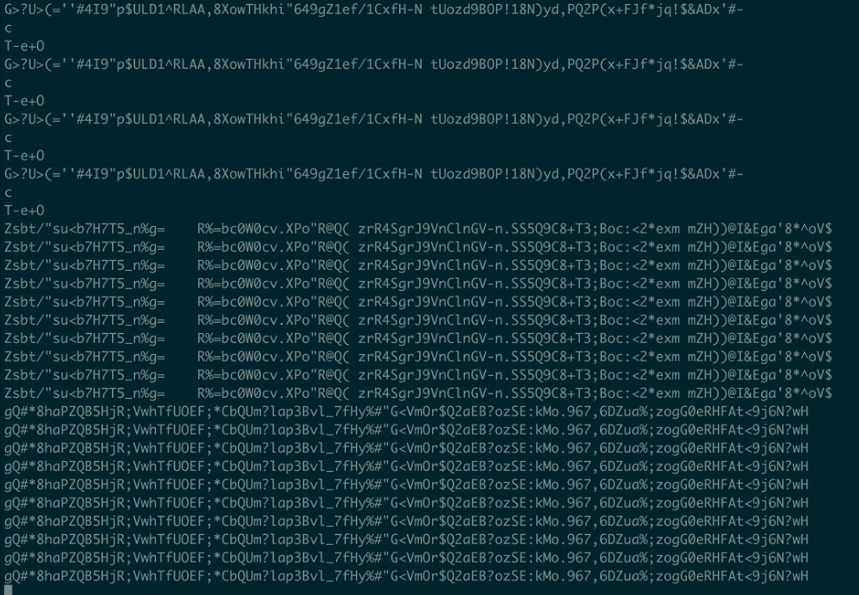 G>?U>(=''#4I9"p$ULD1^RLAA,8XowTHkhi"649gZ1ef/1CxfH-N tUozd9BOP!18N)yd,PQ2P(x+FJf*jq!$&ADx'#-
c
T-e+O
G>?U>(=''#4I9"p$ULD1^RLAA,8XowTHkhi"649gZ1ef/1CxfH-N tUozd9BOP!18N)yd,PQ2P(x+FJf*jq!$&ADx'#-
c
T-e+O
G>?U>(=''#4I9"p$ULD1^RLAA,8XowTHkhi"649gZ1ef/1CxfH-N tUozd9BOP!18N)yd,PQ2P(x+FJf*jq!$&ADx'#-
c
T-e+O
G>?U>(=''#4I9"p$ULD1^RLAA,8XowTHkhi"649gZ1ef/1CxfH-N tUozd9BOP!18N)yd,PQ2P(x+FJf*jq!$&ADx'#-
c
T-e+O
Zsbt/"su<b7H7T5_n%g=    R%=bc0W0cv.XPo"R@Q( zrR4SgrJ9VnClnGV-n.SS5Q9C8+T3;Boc:<2*exm mZH))@I&Ega'8*^oV$
Zsbt/"su<b7H7T5_n%g=    R%=bc0W0cv.XPo"R@Q( zrR4SgrJ9VnClnGV-n.SS5Q9C8+T3;Boc:<2*exm mZH))@I&Ega'8*^oV$
Zsbt/"su<b7H7T5_n%g=    R%=bc0W0cv.XPo"R@Q( zrR4SgrJ9VnClnGV-n.SS5Q9C8+T3;Boc:<2*exm mZH))@I&Ega'8*^oV$
Zsbt/"su<b7H7T5_n%g=    R%=bc0W0cv.XPo"R@Q( zrR4SgrJ9VnClnGV-n.SS5Q9C8+T3;Boc:<2*exm mZH))@I&Ega'8*^oV$
Zsbt/"su<b7H7T5_n%g=    R%=bc0W0cv.XPo"R@Q( zrR4SgrJ9VnClnGV-n.SS5Q9C8+T3;Boc:<2*exm mZH))@I&Ega'8*^oV$
Zsbt/"su<b7H7T5_n%g=    R%=bc0W0cv.XPo"R@Q( zrR4SgrJ9VnClnGV-n.SS5Q9C8+T3;Boc:<2*exm mZH))@I&Ega'8*^oV$
Zsbt/"su<b7H7T5_n%g=    R%=bc0W0cv.XPo"R@Q( zrR4SgrJ9VnClnGV-n.SS5Q9C8+T3;Boc:<2*exm mZH))@I&Ega'8*^oV$
Zsbt/"su<b7H7T5_n%g=    R%=bc0W0cv.XPo"R@Q( zrR4SgrJ9VnClnGV-n.SS5Q9C8+T3;Boc:<2*exm mZH))@I&Ega'8*^oV$
Zsbt/"su<b7H7T5_n%g=    R%=bc0W0cv.XPo"R@Q( zrR4SgrJ9VnClnGV-n.SS5Q9C8+T3;Boc:<2*exm mZH))@I&Ega'8*^oV$
Zsbt/"su<b7H7T5_n%g=    R%=bc0W0cv.XPo"R@Q( zrR4SgrJ9VnClnGV-n.SS5Q9C8+T3;Boc:<2*exm mZH))@I&Ega'8*^oV$
gQ#*8haPZQB5HjR;VwhTfUOEF;*CbQUm?lap3Bvl_7fHy%#"G<VmOr$Q2aEB?ozSE:kMo.967,6DZua%;zogG0eRHFAt<9j6N?wH
gQ#*8haPZQB5HjR;VwhTfUOEF;*CbQUm?lap3Bvl_7fHy%#"G<VmOr$Q2aEB?ozSE:kMo.967,6DZua%;zogG0eRHFAt<9j6N?wH
gQ#*8haPZQB5HjR;VwhTfUOEF;*CbQUm?lap3Bvl_7fHy%#"G<VmOr$Q2aEB?ozSE:kMo.967,6DZua%;zogG0eRHFAt<9j6N?wH
gQ#*8haPZQB5HjR;VwhTfUOEF;*CbQUm?lap3Bvl_7fHy%#"G<VmOr$Q2aEB?ozSE:kMo.967,6DZua%;zogG0eRHFAt<9j6N?wH
gQ#*8haPZQB5HjR;VwhTfUOEF;*CbQUm?lap3Bvl_7fHy%#"G<VmOr$Q2aEB?ozSE:kMo.967,6DZua%;zogG0eRHFAt<9j6N?wH
gQ#*8haPZQB5HjR;VwhTfUOEF;*CbQUm?lap3Bvl_7fHy%#"G<VmOr$Q2aEB?ozSE:kMo.967,6DZua%;zogG0eRHFAt<9j6N?wH
gQ#*8haPZQB5HjR;VwhTfUOEF;*CbQUm?lap3Bvl_7fHy%#"G<VmOr$Q2aEB?ozSE:kMo.967,6DZua%;zogG0eRHFAt<9j6N?wH
gQ#*8haPZQB5HjR;VwhTfUOEF;*CbQUm?lap3Bvl_7fHy%#"G<VmOr$Q2aEB?ozSE:kMo.967,6DZua%;zogG0eRHFAt<9j6N?wH
gQ#*8haPZQB5HjR;VwhTfUOEF;*CbQUm?lap3Bvl_7fHy%#"G<VmOr$Q2aEB?ozSE:kMo.967,6DZua%;zogG0eRHFAt<9j6N?wH
gQ#*8haPZQB5HjR;VwhTfUOEF;*CbQUm?lap3Bvl_7fHy%#"G<VmOr$Q2aEB?ozSE:kMo.967,6DZua%;zogG0eRHFAt<9j6N?wH